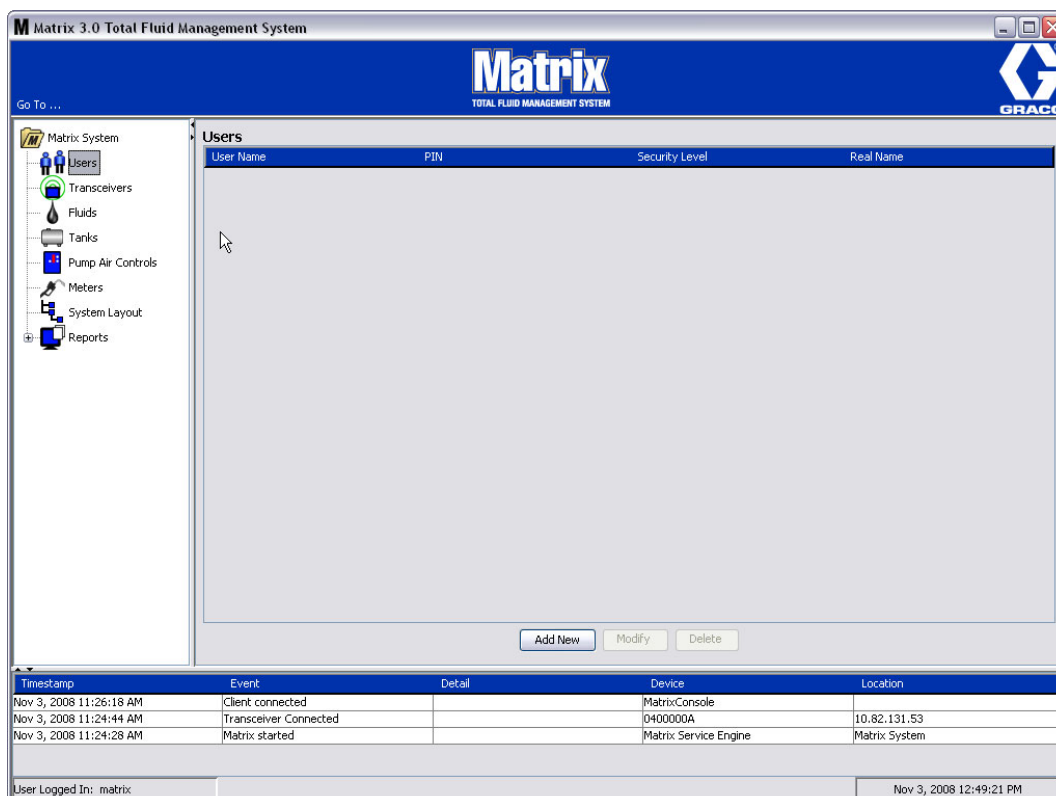 M Matrix 3.0 Total Fluid Management System
Matrix
TOTAL FLUID MANAGEMENT SYSTEM
Go To ...
G
GRACO
M Matrix System
Users
Transceivers
Fluids
Tanks
Pump Air Controls
Meters
System Layout
Reports
Users
User Name PIN Security Level Real Name
Add New Modify Delete
Timestamp Event Detail Device Location
Nov 3, 2008 11:26:18 AM Client connected MatrixConsole
Nov 3, 2008 11:24:44 AM Transceiver Connected 0400000A 10.82.131.53
Nov 3, 2008 11:24:28 AM Matrix started Matrix Service Engine Matrix System
User Logged In: matrix Nov 3, 2008 12:49:21 PM